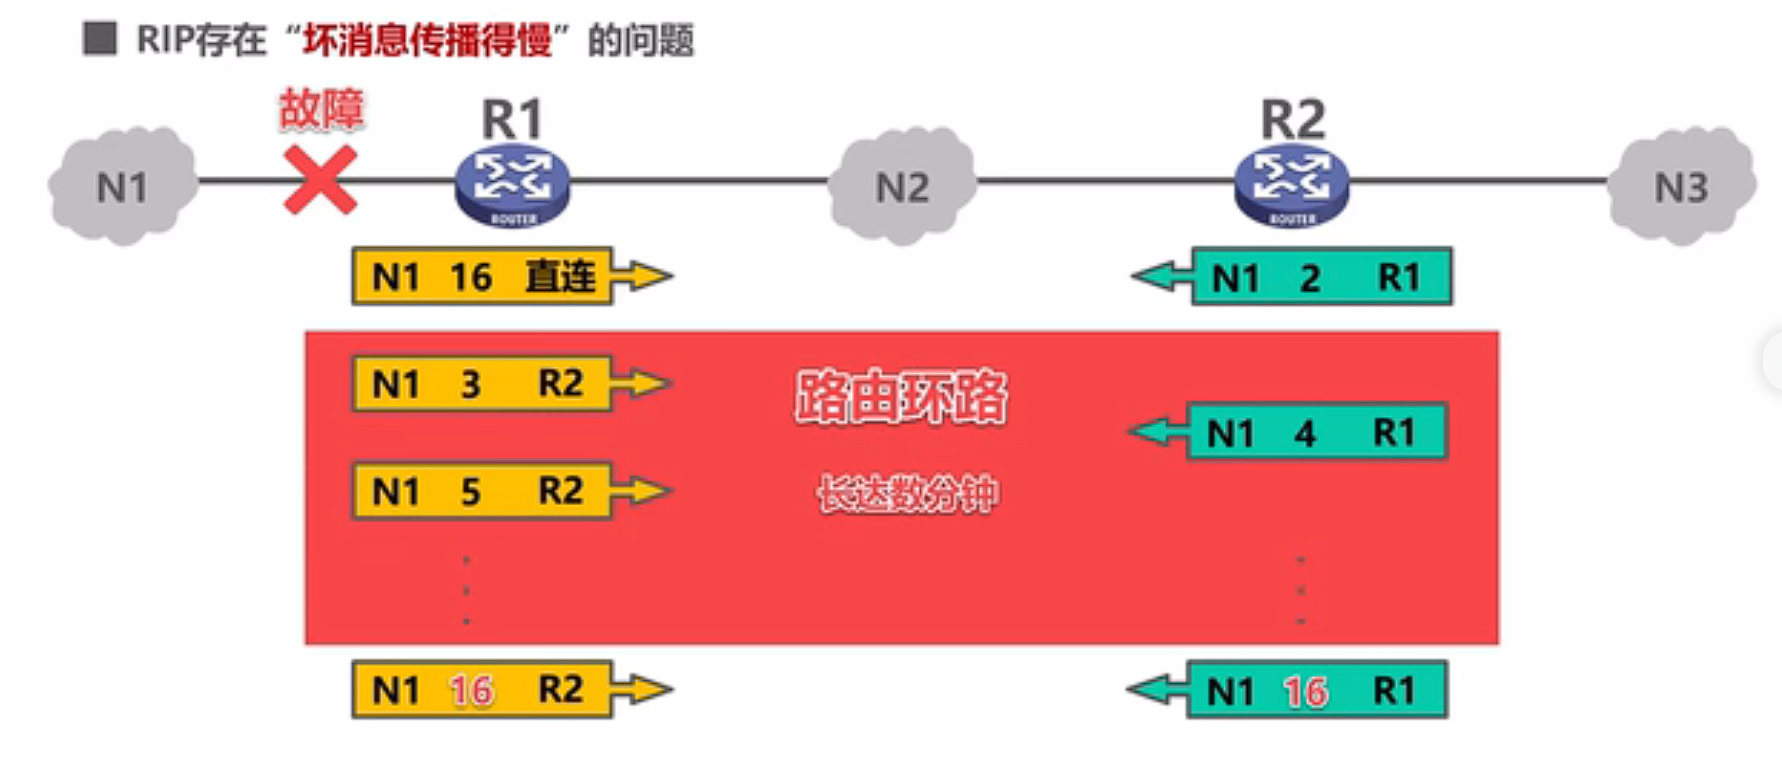 RIP存在“坏消息传播得慢”的问题
故障
R1
R2
N1
N2
N3
ROUTER
ROUTER
N1 16 直连
N1 2 R1
N1 3 R2
路由环路
N1 4 R1
N1 5 R2
长达数分钟
N1 16 R2
N1 16 R1